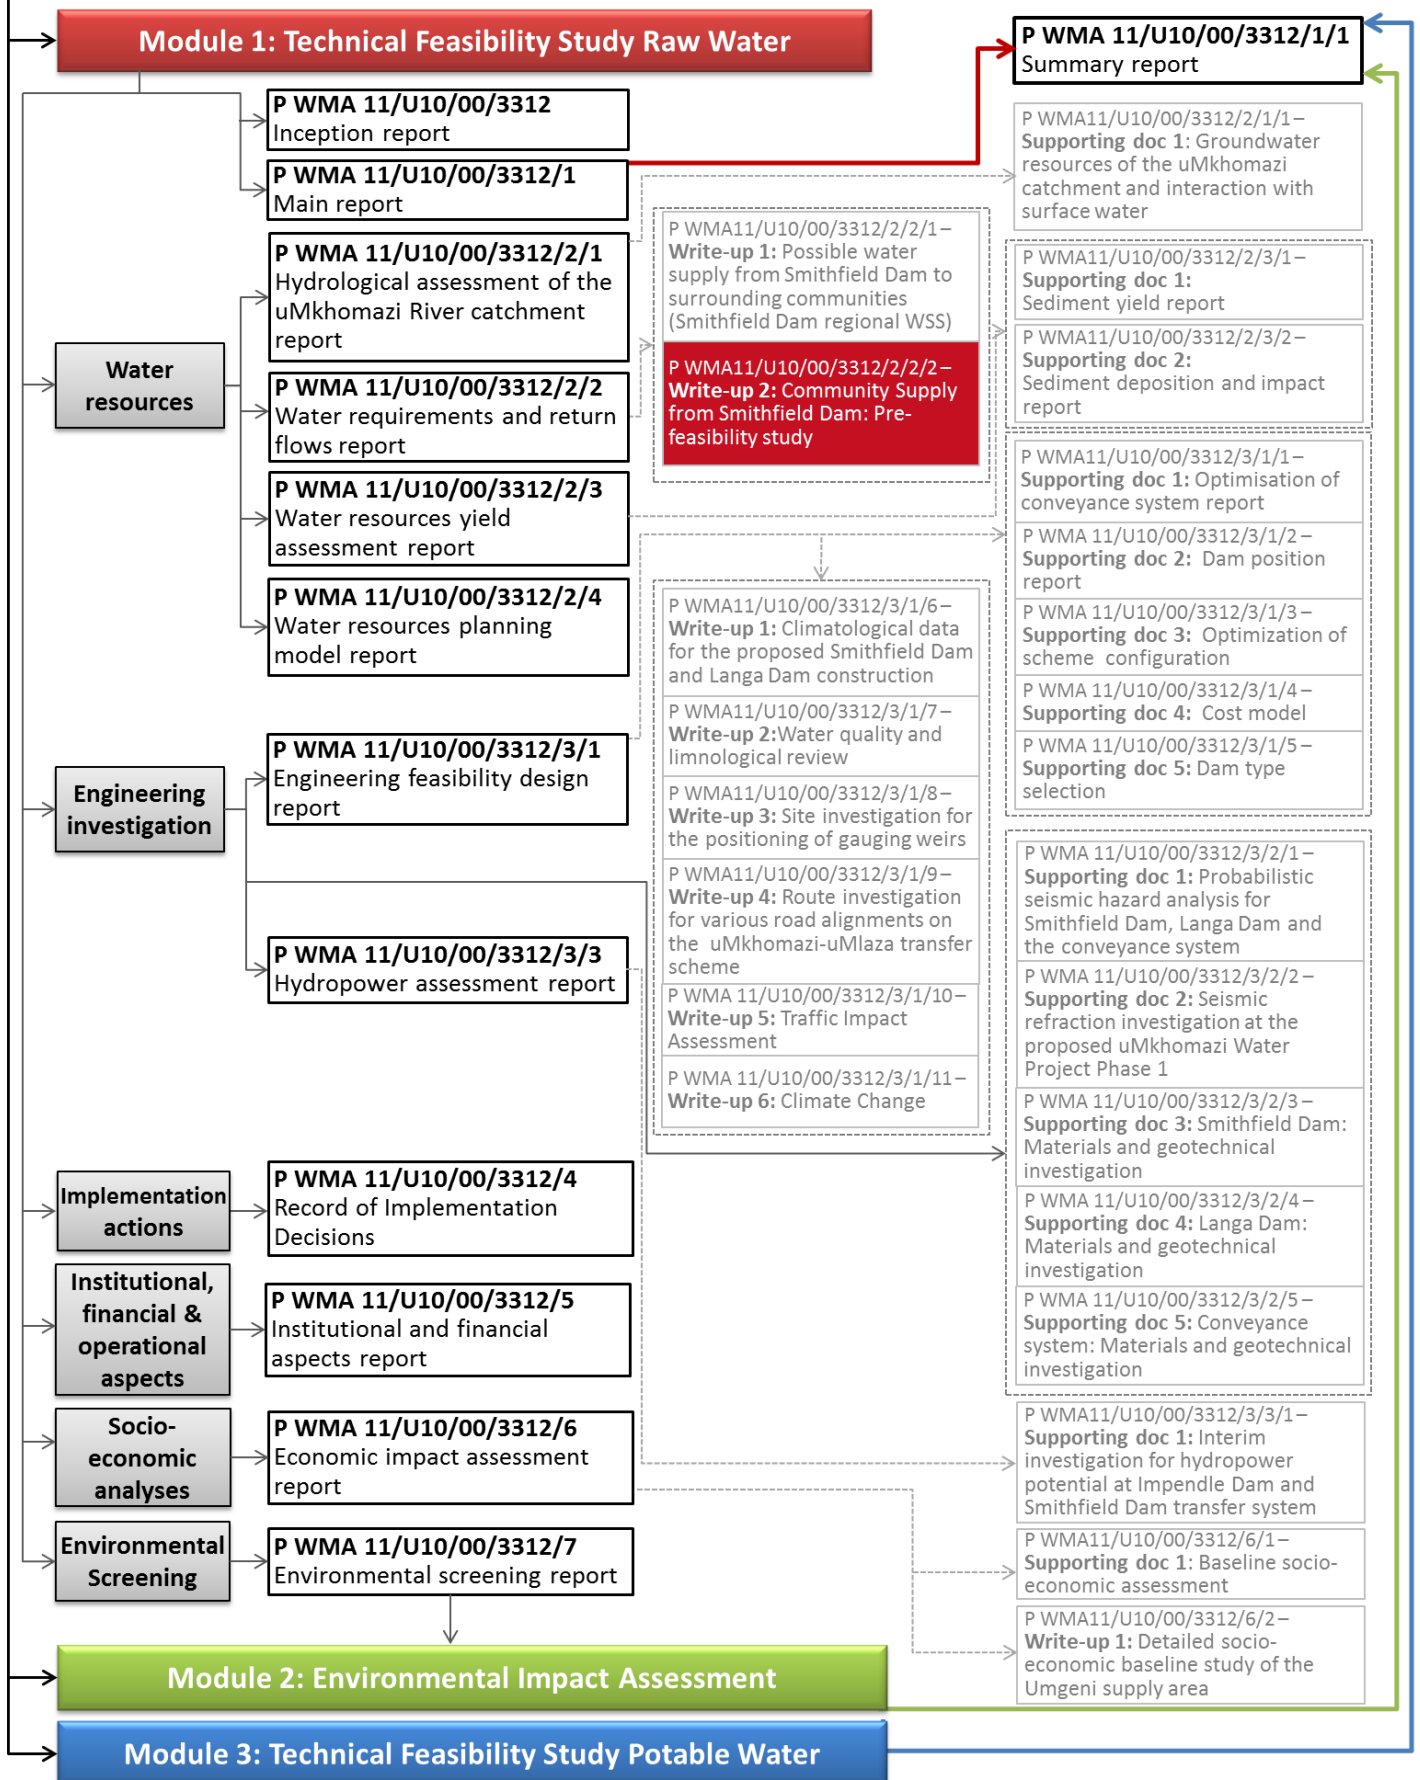 Module 1: Technical Feasibility Study Raw Water
P WMA 11/U10/00/3312/1/1
Summary report
P WMA 11/U10/00/3312
Inception report
P WMA 11/U10/00/3312/1
Main report
Water
resources
P WMA 11/U10/00/3312/2/1
Hydrological assessment of the
uMkhomazi River catchment
report
P WMA 11/U10/00/3312/2/2
Water requirements and return
flows report
P WMA 11/U10/00/3312/2/3
Water resources yield
assessment report
P WMA 11/U10/00/3312/2/4
Water resources planning
model report
P WMA11/U10/00/3312/2/2/1–
Write-up 1: Possible water
supply from Smithfield Dam to
surrounding communities
(Smithfield Dam regional WSS)
P WMA11/U10/00/3312/2/2/2–
Write-up 2: Community Supply
from Smithfield Dam: Pre-
feasibility study
P WMA11/U10/00/3312/2/1/1–
Supporting doc 1: Groundwater
resources of the uMkhomazi
catchment and interaction with
surface water
P WMA11/U10/00/3312/2/3/1–
Supporting doc 1:
Sediment yield report
P WMA11/U10/00/3312/2/3/2–
Supporting doc 2:
Sediment deposition and impact
report
Engineering
investigation
P WMA 11/U10/00/3312/3/1
Engineering feasibility design
report
P WMA 11/U10/00/3312/3/3
Hydropower assessment report
P WMA11/U10/00/3312/3/1/6–
Write-up 1: Climatological data
for the proposed Smithfield Dam
and Langa Dam construction
P WMA11/U10/00/3312/3/1/7–
Write-up 2:Water quality and
limnological review
P WMA11/U10/00/3312/3/1/8–
Write-up 3: Site investigation for
the positioning of gauging weirs
P WMA11/U10/00/3312/3/1/9–
Write-up 4: Route investigation
for various road alignments on
the uMkhomazi-uMlaza transfer
scheme
P WMA 11/U10/00/3312/3/1/10–
Write-up 5: Traffic Impact
Assessment
P WMA 11/U10/00/3312/3/1/11–
Write-up 6: Climate Change
P WMA11/U10/00/3312/3/1/1–
Supporting doc 1: Optimisation of
conveyance system report
P WMA 11/U10/00/3312/3/1/2–
Supporting doc 2: Dam position
report
P WMA 11/U10/00/3312/3/1/3–
Supporting doc 3: Optimization of
scheme configuration
P WMA 11/U10/00/3312/3/1/4–
Supporting doc 4: Cost model
P WMA 11/U10/00/3312/3/1/5–
Supporting doc 5: Dam type
selection
P WMA 11/U10/00/3312/3/2/1–
Supporting doc 1: Probabilistic
seismic hazard analysis for
Smithfield Dam, Langa Dam and
the conveyance system
P WMA 11/U10/00/3312/3/2/2–
Supporting doc 2: Seismic
refraction investigation at the
proposed uMkhomazi Water
Project Phase 1
P WMA 11/U10/00/3312/3/2/3–
Supporting doc 3: Smithfield Dam:
Materials and geotechnical
investigation
P WMA 11/U10/00/3312/3/2/4–
Supporting doc 4: Langa Dam:
Materials and geotechnical
investigation
P WMA 11/U10/00/3312/3/2/5–
Supporting doc 5: Conveyance
system: Materials and geotechnical
investigation
Implementation
actions
P WMA 11/U10/00/3312/4
Record of Implementation
Decisions
Institutional,
financial &
operational
aspects
P WMA 11/U10/00/3312/5
Institutional and financial
aspects report
Socio-
economic
analyses
P WMA 11/U10/00/3312/6
Economic impact assessment
report
Environmental
Screening
P WMA 11/U10/00/3312/7
Environmental screening report
P WMA11/U10/00/3312/3/3/1–
Supporting doc 1: Interim
investigation for hydropower
potential at Impendle Dam and
Smithfield Dam transfer system
P WMA11/U10/00/3312/6/1–
Supporting doc 1: Baseline socio-
economic assessment
P WMA11/U10/00/3312/6/2–
Write-up 1: Detailed socio-
economic baseline study of the
Umgeni supply area
Module 2: Environmental Impact Assessment
Module 3: Technical Feasibility Study Potable Water